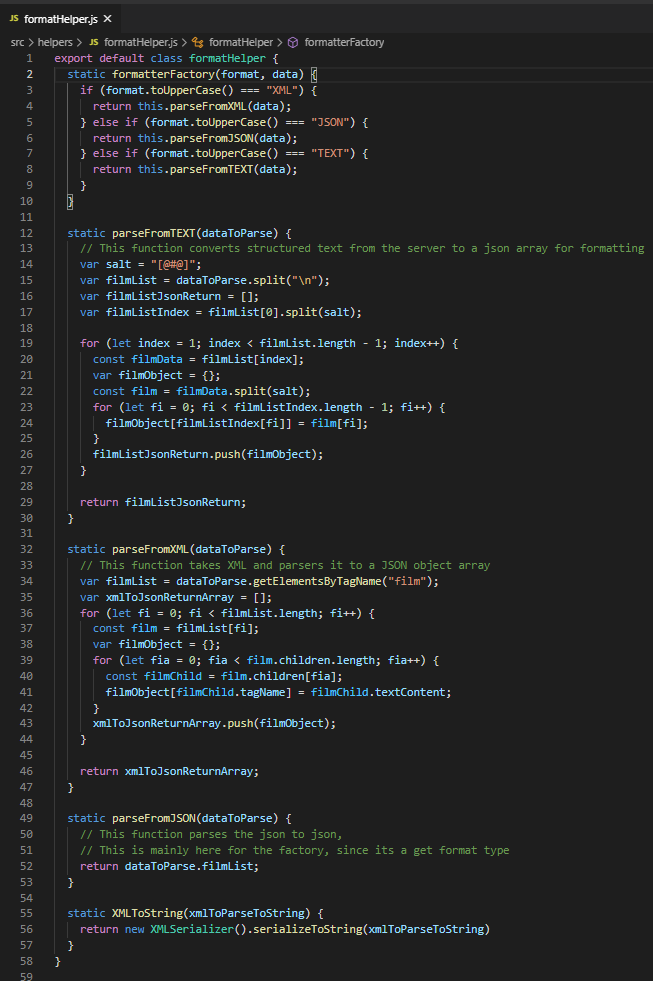 JS formatHelper.js ×
src > helpers > JS formatHelper.js > formatHelper > formatterFactory
1 export default class formatHelper {
2 static formatterFactory(format, data) {
3 if (format.toUpperCase() === "XML") {
4 return this.parseFromXML(data);
5 } else if (format.toUpperCase() === "JSON") {
6 return this.parseFromJSON(data);
7 } else if (format.toUpperCase() === "TEXT") {
8 return this.parseFromTEXT(data);
9 }
10 }
11
12 static parseFromTEXT(dataToParse) {
13 // This function converts structured text from the server to a json array for formatting
14 var salt = "[@#@]";
15 var filmList = dataToParse.split("\n");
16 var filmListJsonReturn = [];
17 var filmListIndex = filmList[0].split(salt);
18
19 for (let index = 1; index < filmList.length - 1; index++) {
20 const filmData = filmList[index];
21 var filmObject = {};
22 const film = filmData.split(salt);
23 for (let fi = 0; fi < filmListIndex.length - 1; fi++) {
24 filmObject[filmListIndex[fi]] = film[fi];
25 }
26 filmListJsonReturn.push(filmObject);
27 }
28
29 return filmListJsonReturn;
30 }
31
32 static parseFromXML(dataToParse) {
33 // This function takes XML and parsers it to a JSON object array
34 var filmList = dataToParse.getElementsByTagName("film");
35 var xmlToJsonReturnArray = [];
36 for (let fi = 0; fi < filmList.length; fi++) {
37 const film = filmList[fi];
38 var filmObject = {};
39 for (let fia = 0; fia < film.children.length; fia++) {
40 const filmChild = film.children[fia];
41 filmObject[filmChild.tagName] = filmChild.textContent;
42 }
43 xmlToJsonReturnArray.push(filmObject);
44 }
45
46 return xmlToJsonReturnArray;
47 }
48
49 static parseFromJSON(dataToParse) {
50 // This function parses the json to json,
51 // This is mainly here for the factory, since its a get format type
52 return dataToParse.filmList;
53 }
54
55 static XMLToString(xmlToParseToString) {
56 return new XMLSerializer().serializeToString(xmlToParseToString)
57 }
58 }
59